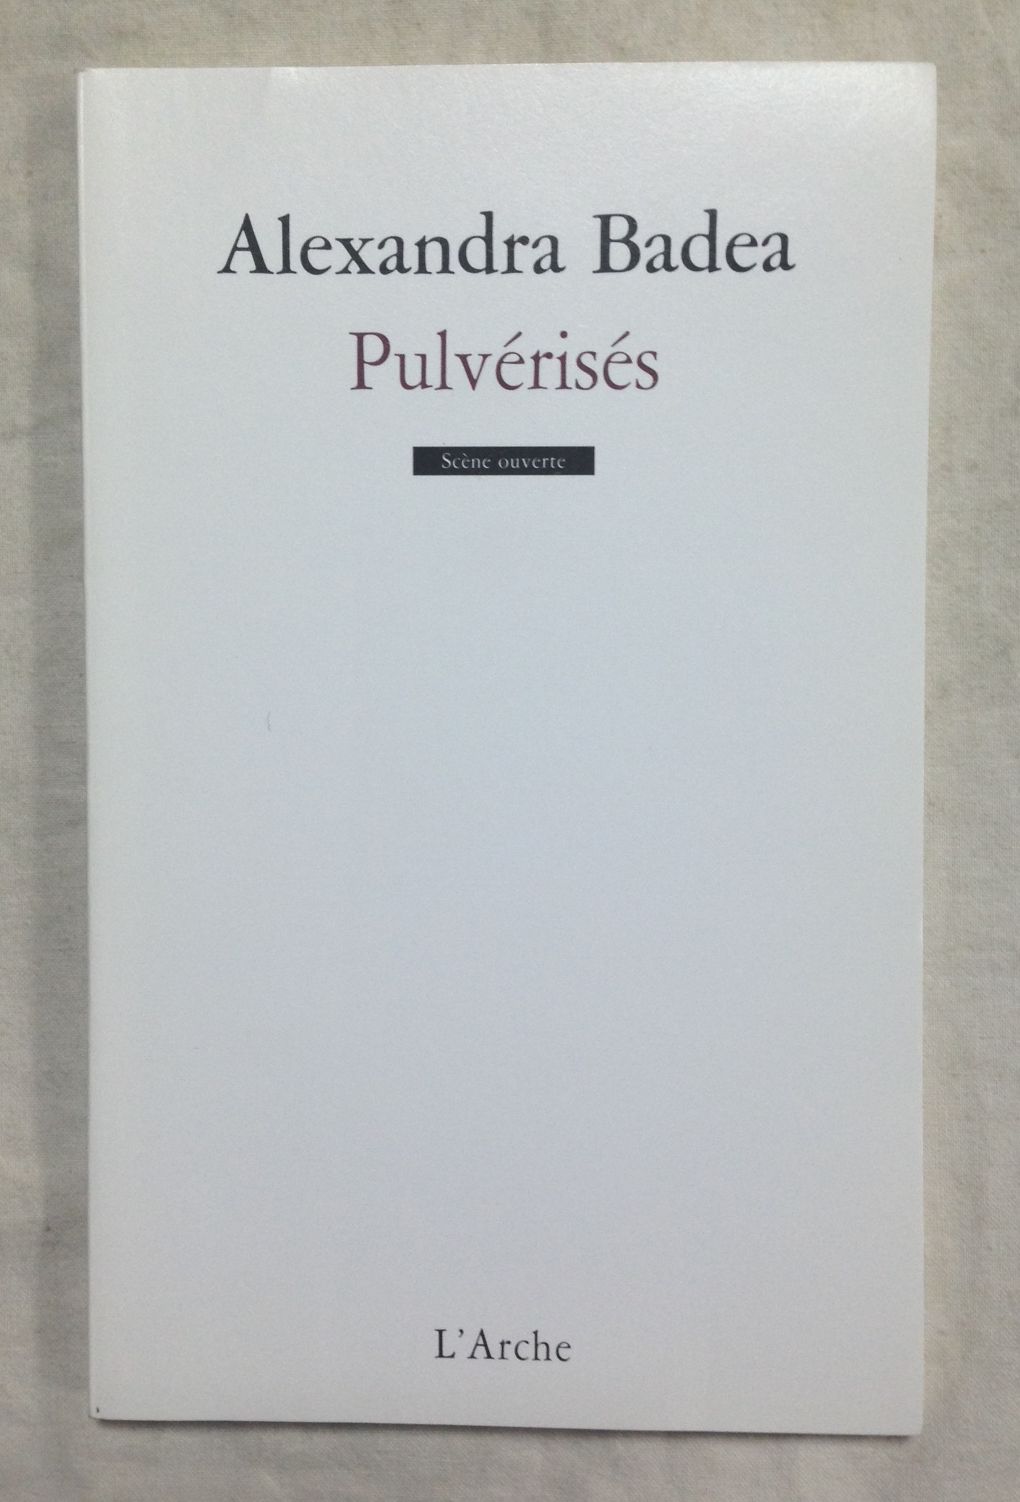 Alexandra Badea
Pulvérisés
Scène ouverte
L'Arche